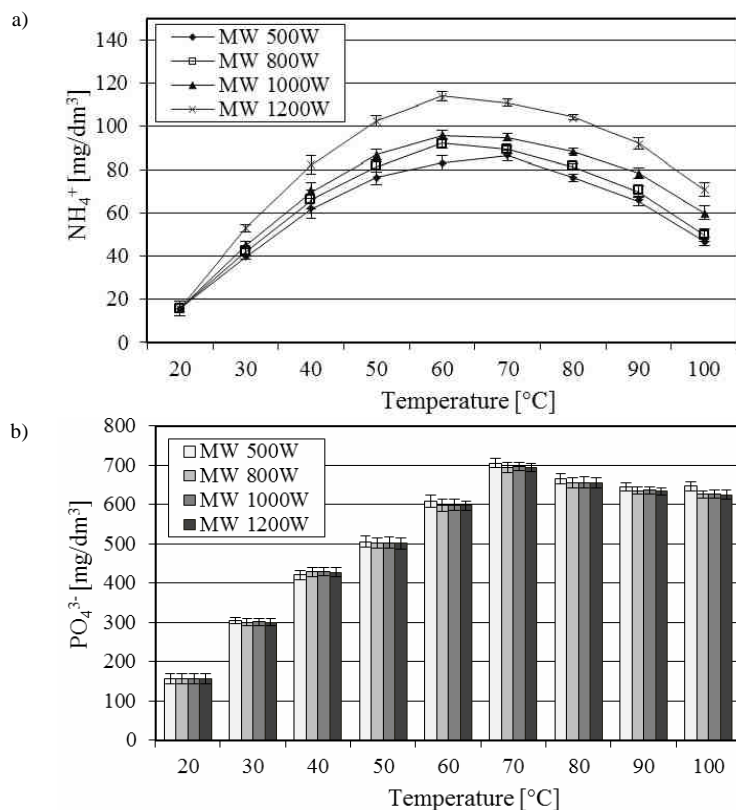 a)
MW 500W
MW 800W
MW 1000W
MW 1200W
NH₄⁺ [mg/dm³]
140
120
100
80
60
40
20
0
20 30 40 50 60 70 80 90 100
Temperature [°C]
b)
MW 500W
MW 800W
MW 1000W
MW 1200W
PO₄³⁻ [mg/dm³]
800
700
600
500
400
300
200
100
0
20 30 40 50 60 70 80 90 100
Temperature [°C]